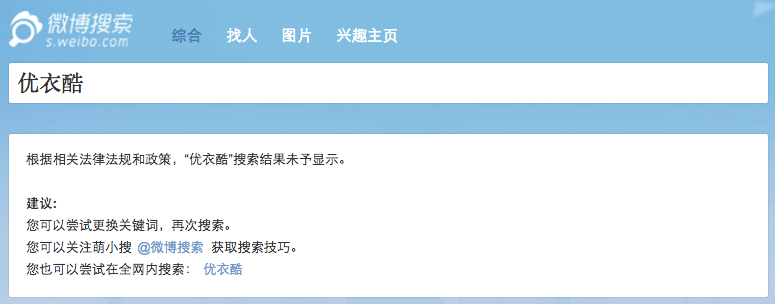 微博搜索
s.weibo.com
综合 找人 图片 兴趣主页
优衣酷
根据相关法律法规和政策，“优衣酷”搜索结果未予显示。
建议：
您可以尝试更换关键词，再次搜索。
您可以关注萌小搜 @微博搜索 获取搜索技巧。
您也可以尝试在全网内搜索： 优衣酷